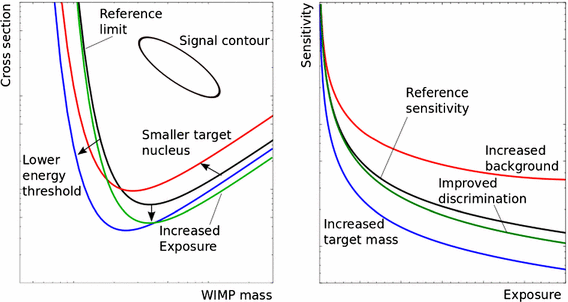 Cross section
Reference
limit
Signal contour
Smaller target
nucleus
Lower
energy
threshold
Increased
Exposure
WIMP mass
Sensitivity
Reference
sensitivity
Increased
background
Improved
discrimination
Increased
target mass
Exposure